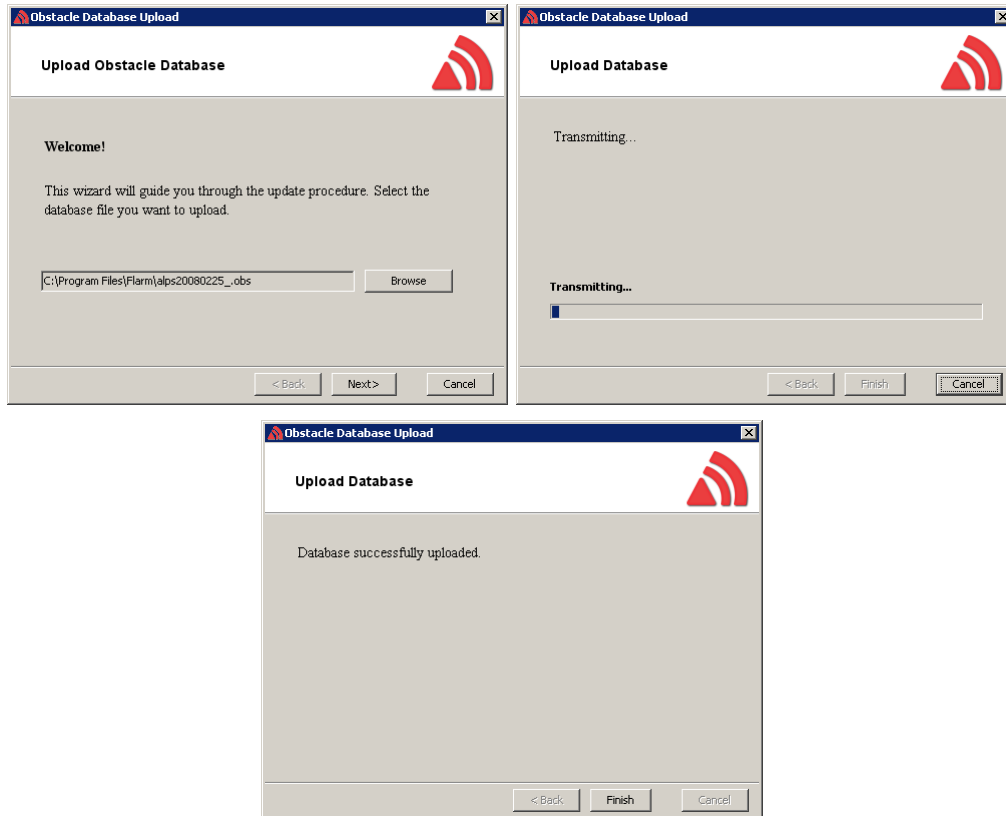 Obstacle Database Upload
Upload Obstacle Database
Welcome!
This wizard will guide you through the update procedure. Select the
database file you want to upload.
C:\Program Files\Flarm\alps20080225_.obs
Browse
< Back
Next>
Cancel
Obstacle Database Upload
Upload Database
Transmitting...
Transmitting...
< Back
Finish
Cancel
Obstacle Database Upload
Upload Database
Database successfully uploaded.
< Back
Finish
Cancel